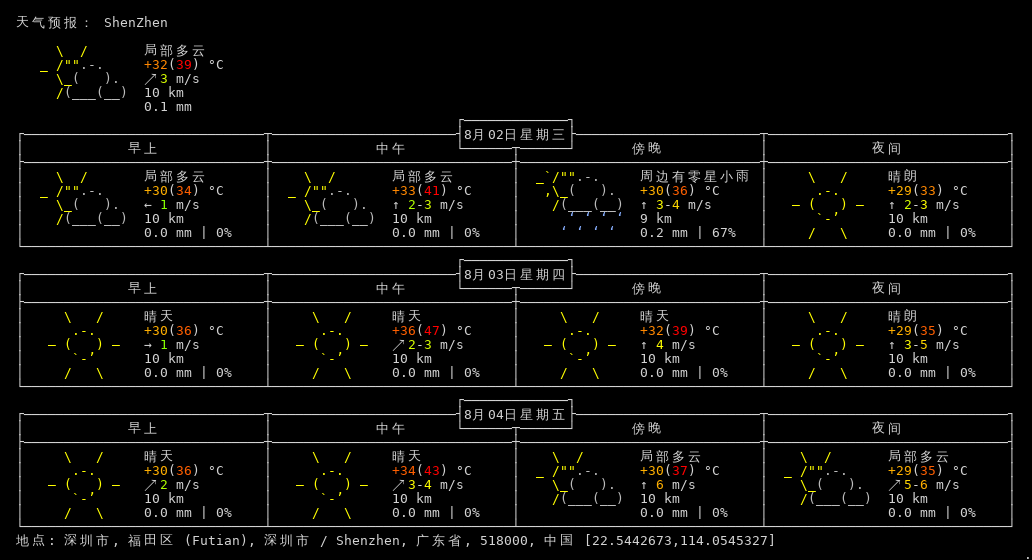 天气预报： ShenZhen
局部多云
+32(39) °C
↗3 m/s
10 km
0.1 mm
8月02日星期三
早上 中午 傍晚 夜间
局部多云 局部多云 周边有零星小雨 晴朗
+30(34) °C +33(41) °C +30(36) °C +29(33) °C
← 1 m/s ↑ 2-3 m/s ↑ 3-4 m/s ↑ 2-3 m/s
10 km 10 km 9 km 10 km
0.0 mm | 0% 0.0 mm | 0% 0.2 mm | 67% 0.0 mm | 0%
8月03日星期四
早上 中午 傍晚 夜间
晴天 晴天 晴天 晴朗
+30(36) °C +36(47) °C +32(39) °C +29(35) °C
→ 1 m/s ↗2-3 m/s ↑ 4 m/s ↑ 3-5 m/s
10 km 10 km 10 km 10 km
0.0 mm | 0% 0.0 mm | 0% 0.0 mm | 0% 0.0 mm | 0%
8月04日星期五
早上 中午 傍晚 夜间
晴天 晴天 局部多云 局部多云
+30(36) °C +34(43) °C +30(37) °C +29(35) °C
↗2 m/s ↗3-4 m/s ↑ 6 m/s ↗5-6 m/s
10 km 10 km 10 km 10 km
0.0 mm | 0% 0.0 mm | 0% 0.0 mm | 0% 0.0 mm | 0%
地点: 深圳市, 福田区 (Futian), 深圳市 / Shenzhen, 广东省, 518000, 中国 [22.5442673,114.0545327]